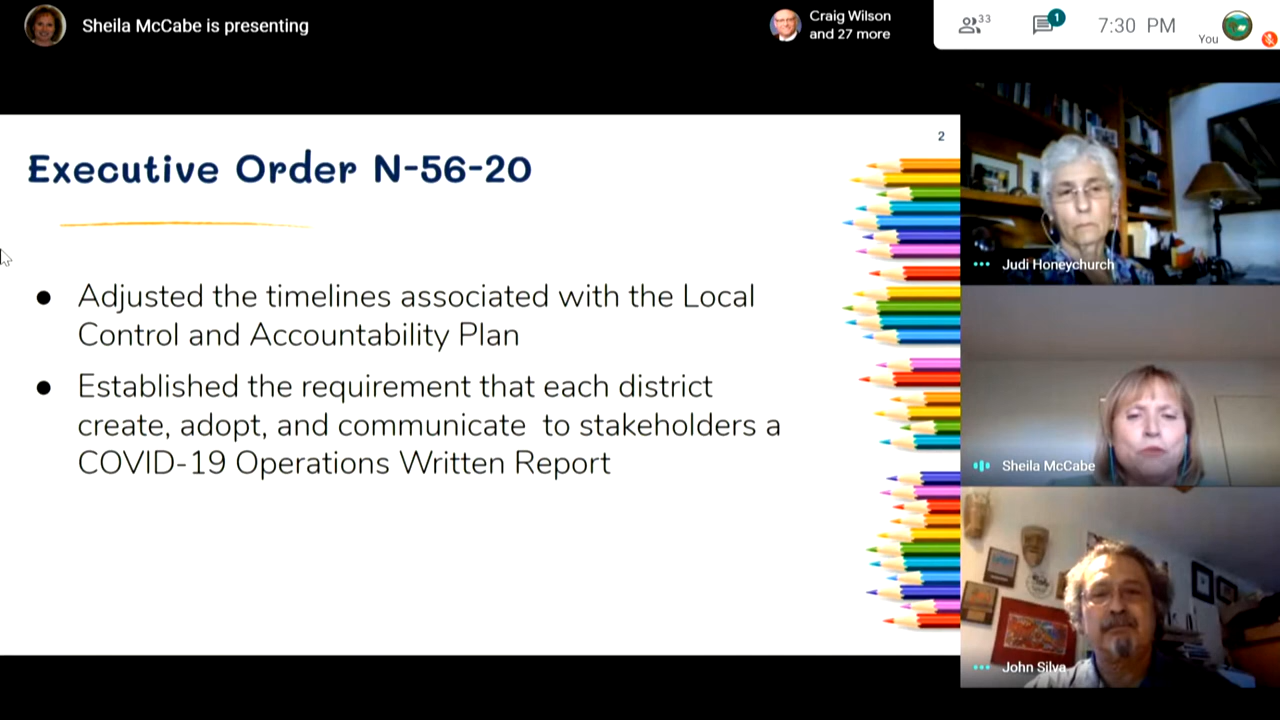 Sheila McCabe is presenting
Craig Wilson
and 27 more
33
1
7:30 PM
You
2
Executive Order N-56-20
● Adjusted the timelines associated with the Local
Control and Accountability Plan
● Established the requirement that each district
create, adopt, and communicate to stakeholders a
COVID-19 Operations Written Report
Judi Honeychurch
Sheila McCabe
John Silva